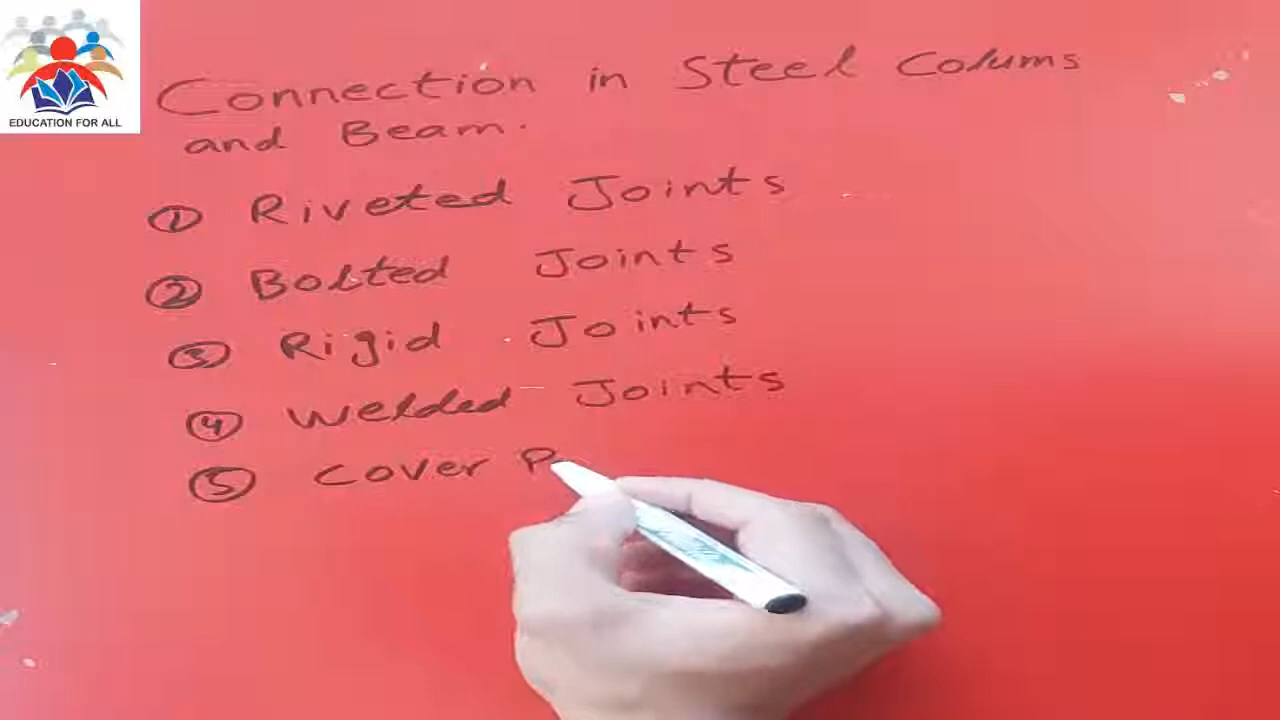 EDUCATION FOR ALL
Connection in Steel Colums
and Beam.
① Riveted Joints
② Bolted Joints
③ Rigid Joints
④ Welded Joints
⑤ Cover P